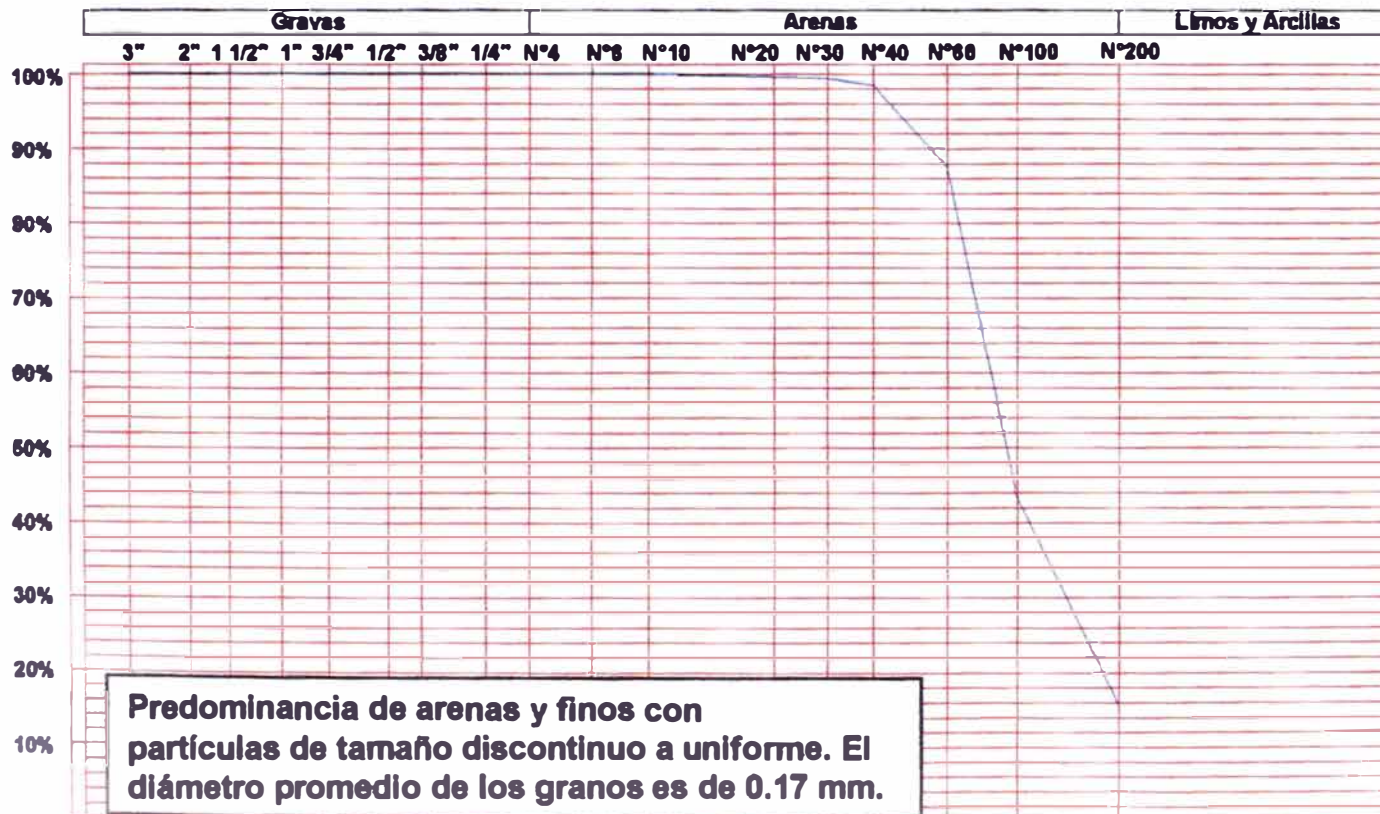 Gravas Arenas Limos y Arcillas
3" 2" 1 1/2" 1" 3/4" 1/2" 3/8" 1/4" N°4 N°8 N°10 N°20 N°30 N°40 N°60 N°100 N°200
100%
90%
80%
70%
60%
50%
40%
30%
20%
10%
Predominancia de arenas y finos con
partículas de tamaño discontinuo a uniforme. El
diámetro promedio de los granos es de 0.17 mm.